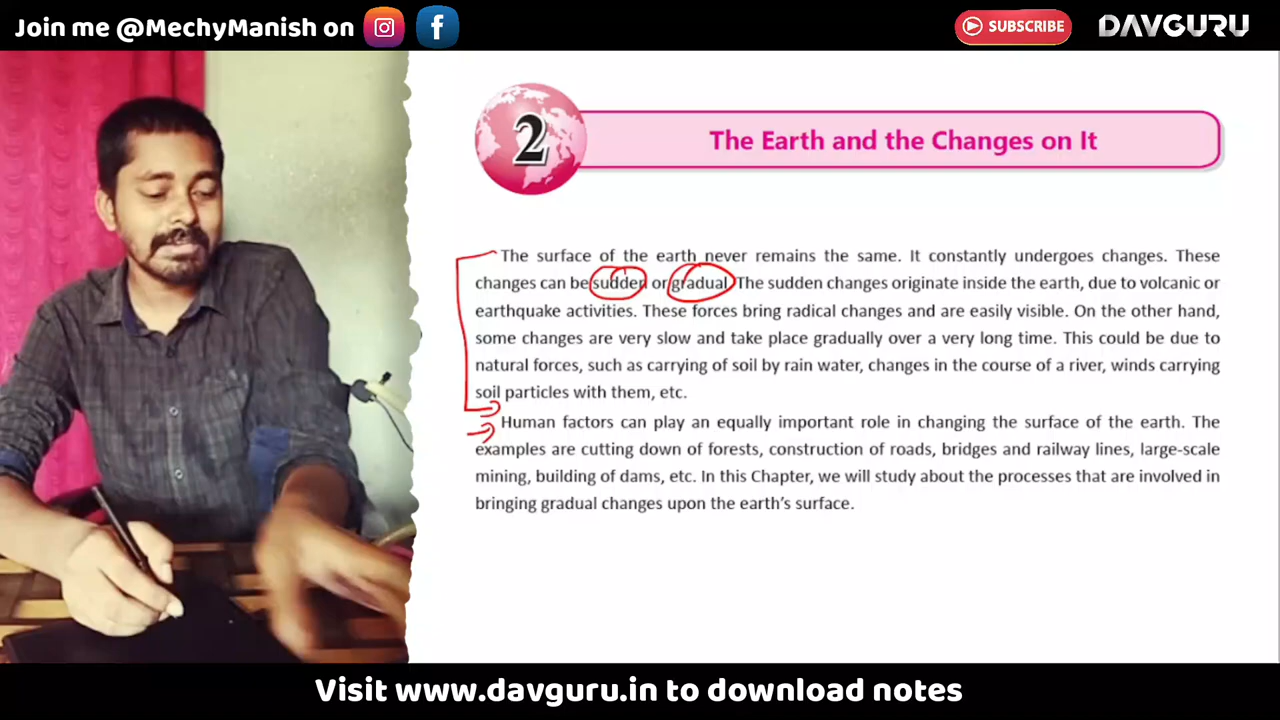 Join me @MechyManish on
SUBSCRIBE
DAVGURU
2
The Earth and the Changes on It
The surface of the earth never remains the same. It constantly undergoes changes. These
changes can be sudden or gradual. The sudden changes originate inside the earth, due to volcanic or
earthquake activities. These forces bring radical changes and are easily visible. On the other hand,
some changes are very slow and take place gradually over a very long time. This could be due to
natural forces, such as carrying of soil by rain water, changes in the course of a river, winds carrying
soil particles with them, etc.
Human factors can play an equally important role in changing the surface of the earth. The
examples are cutting down of forests, construction of roads, bridges and railway lines, large-scale
mining, building of dams, etc. In this Chapter, we will study about the processes that are involved in
bringing gradual changes upon the earth's surface.
Visit www.davguru.in to download notes